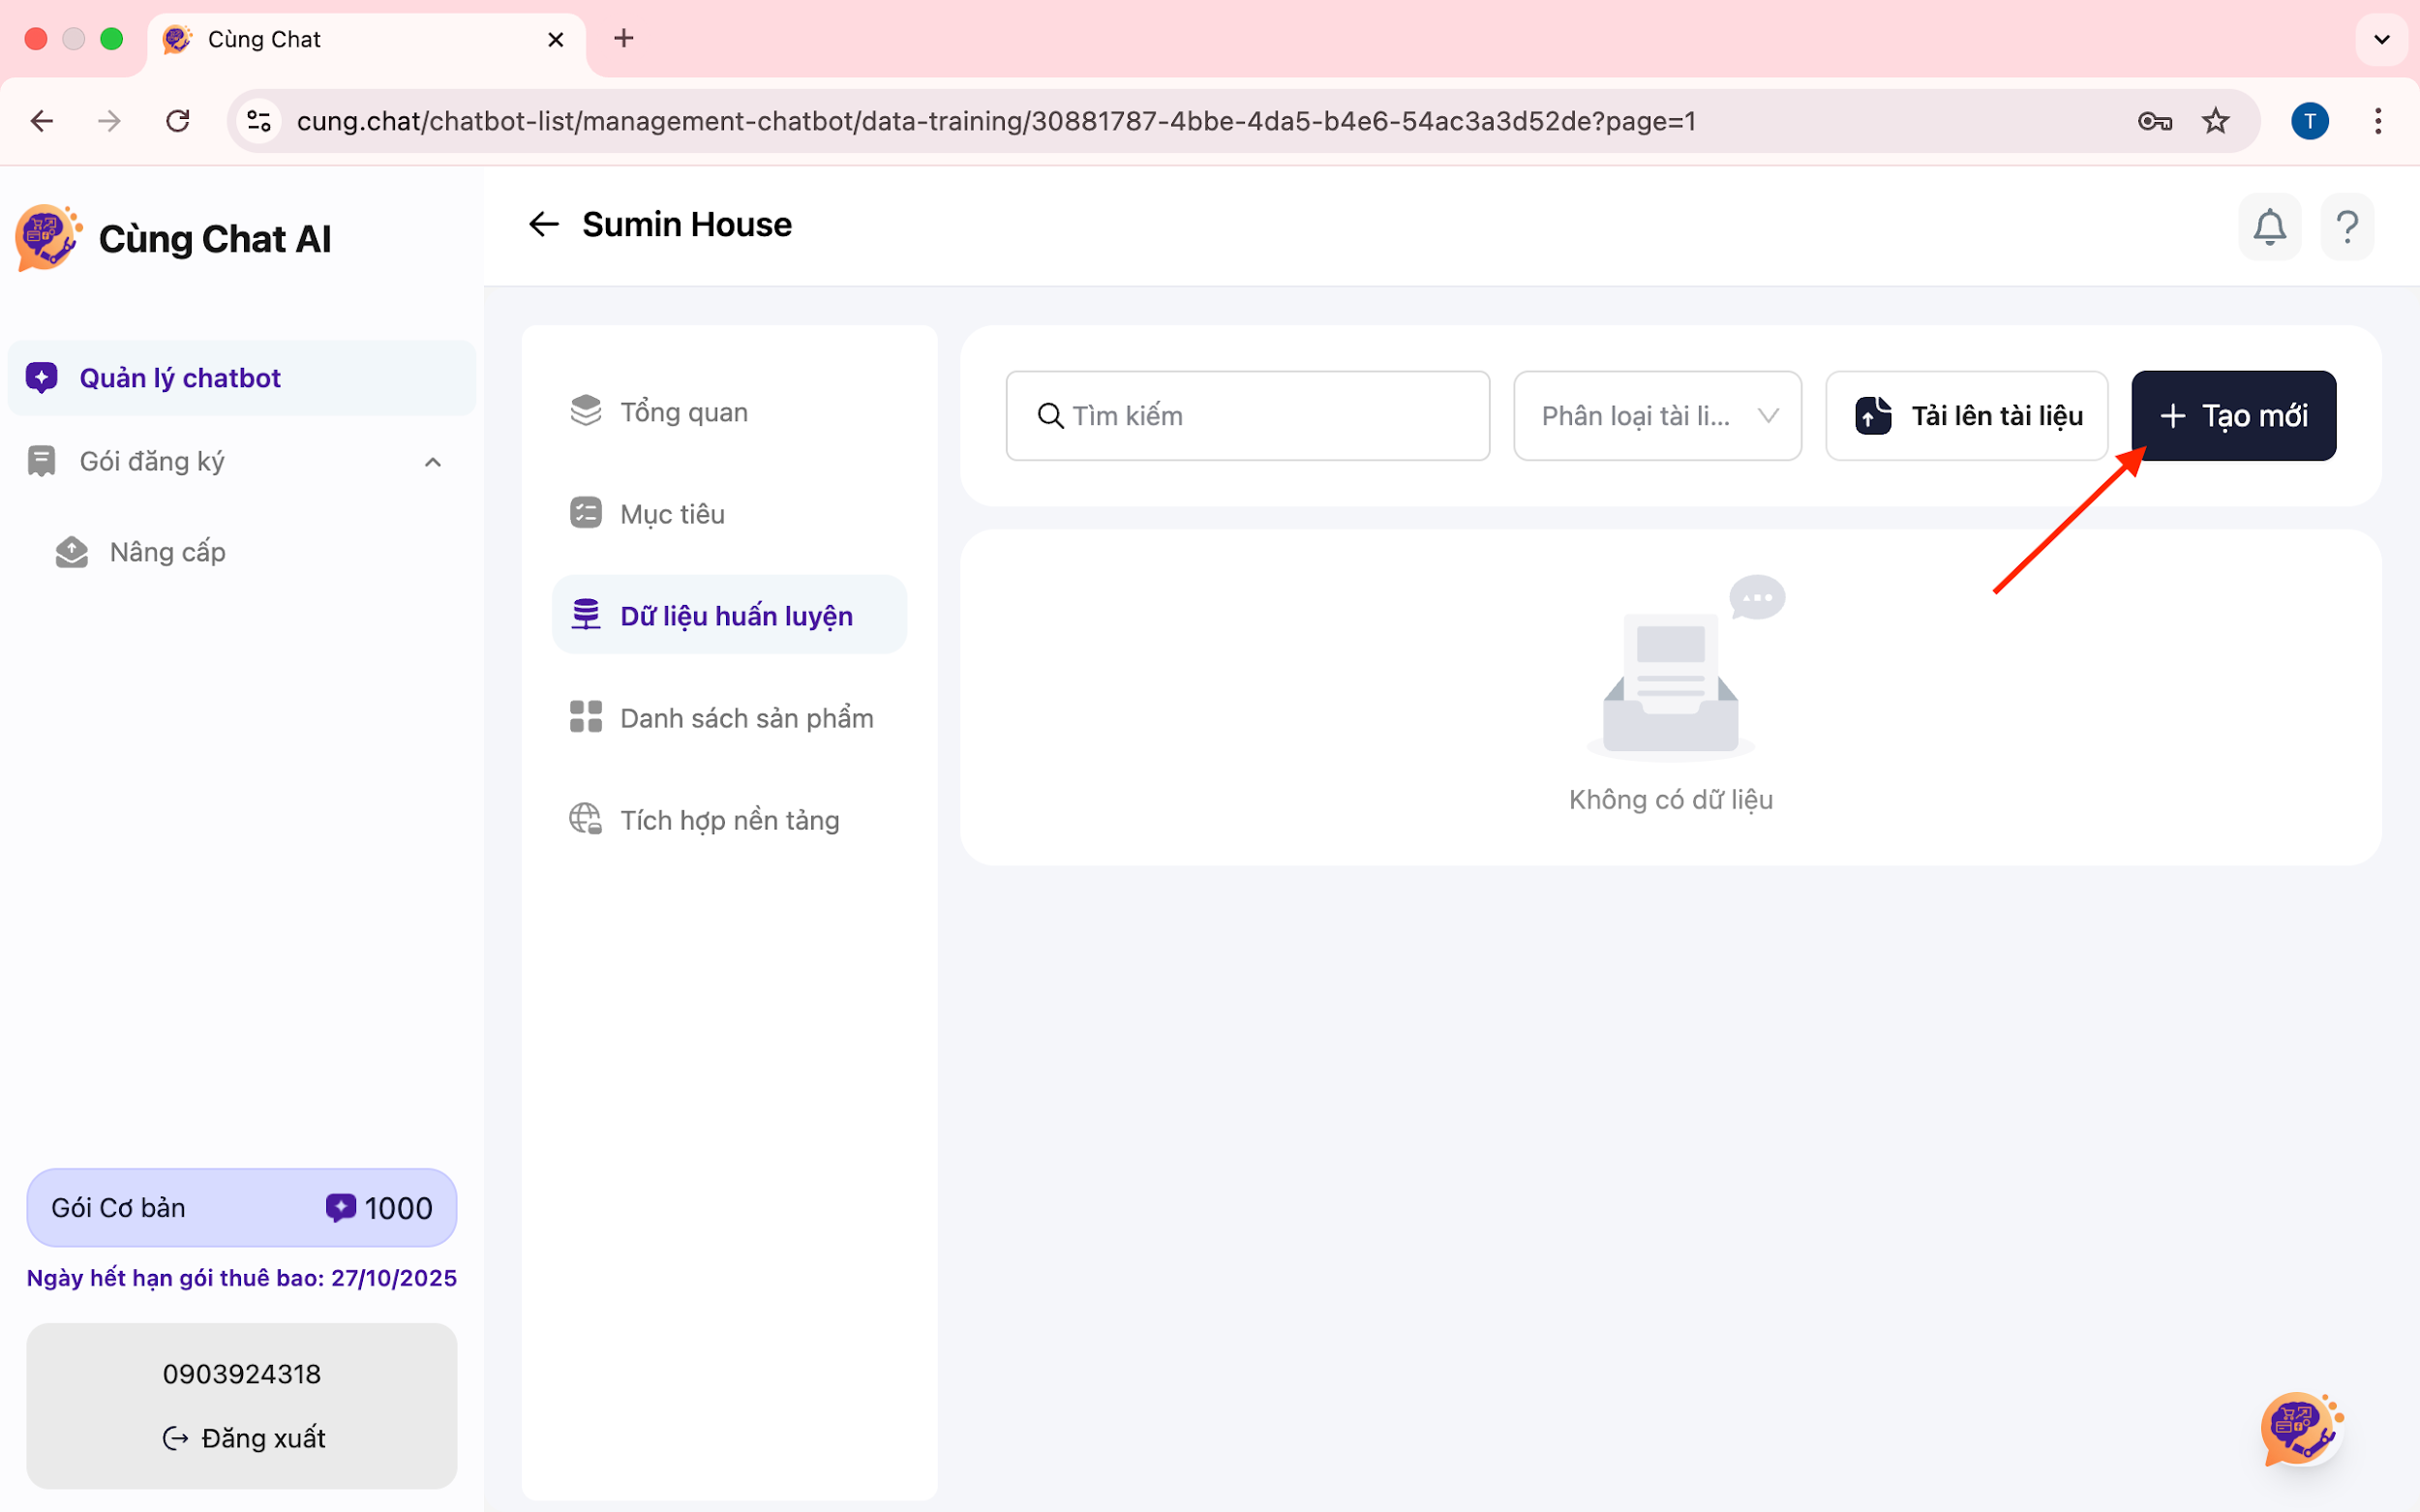 Cùng Chat
cung.chat/chatbot-list/management-chatbot/data-training/30881787-4bbe-4da5-b4e6-54ac3a3d52de?page=1
T
Cùng Chat AI
Sumin House
Quản lý chatbot
Gói đăng ký
Nâng cấp
Tổng quan
Mục tiêu
Dữ liệu huấn luyện
Danh sách sản phẩm
Tích hợp nền tảng
Tìm kiếm
Phân loại tài li...
Tải lên tài liệu
+ Tạo mới
Không có dữ liệu
Gói Cơ bản 1000
Ngày hết hạn gói thuê bao: 27/10/2025
0903924318
Đăng xuất